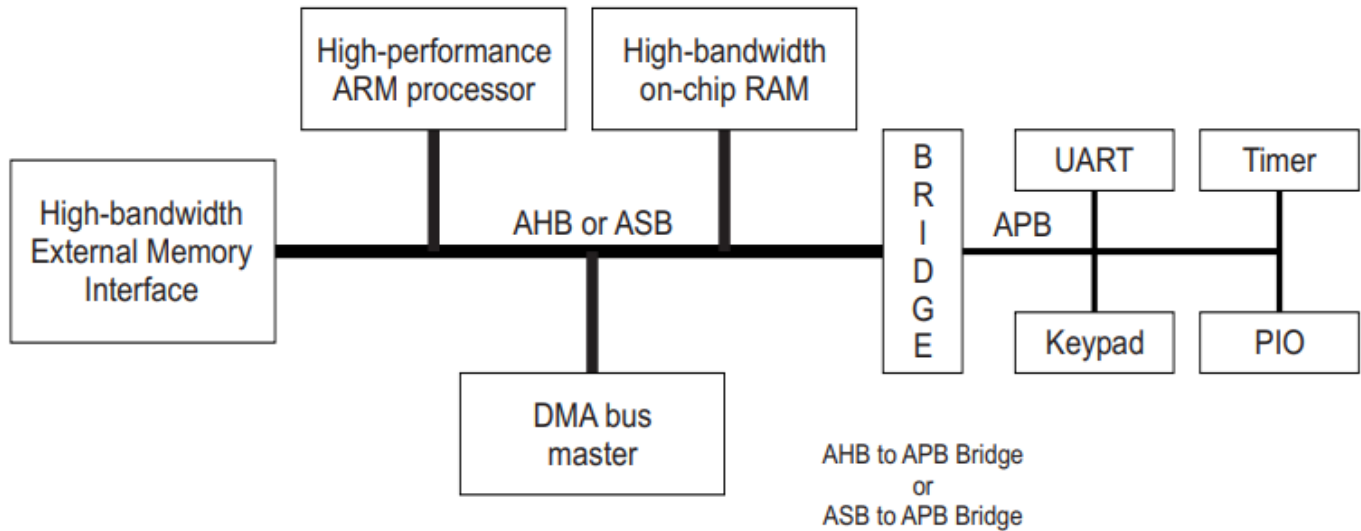 High-performance
ARM processor
High-bandwidth
on-chip RAM
High-bandwidth
External Memory
Interface
AHB or ASB
B
R
I
D
G
E
APB
UART
Timer
Keypad
PIO
DMA bus
master
AHB to APB Bridge
or
ASB to APB Bridge